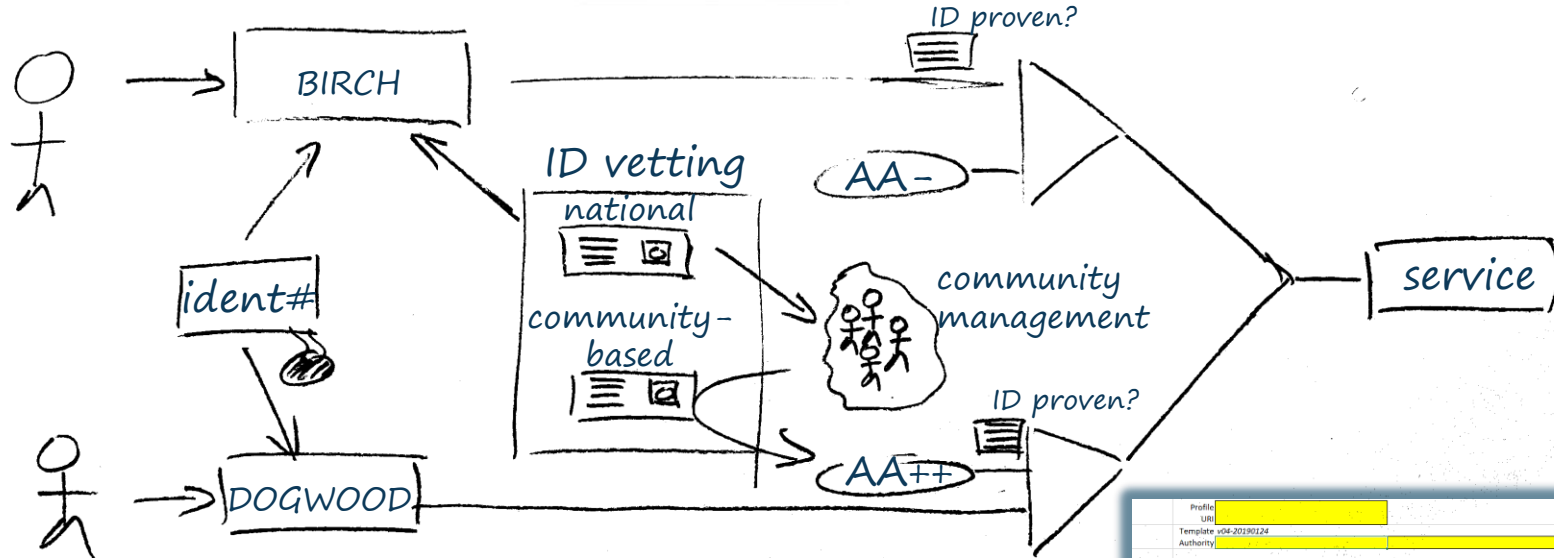 ID proven?
BIRCH
ID vetting
national
AA-
ident#
community
management
service
community-
based
ID proven?
AA++
DOGWOOD
Profile
URI
Template v04-20190124
Authority